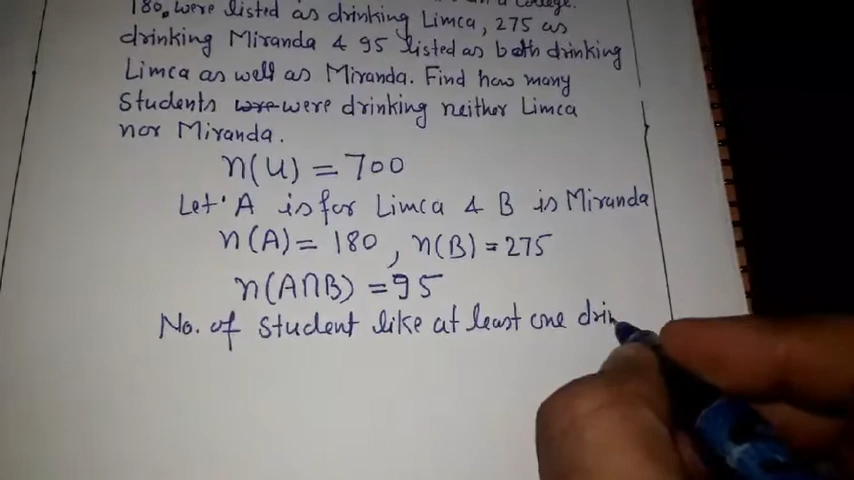 180, were listed as drinking Limca, 275 as
drinking Miranda & 95 listed as both drinking
Limca as well as Miranda. Find how many
students were were drinking neither Limca
nor Miranda.
n(U) = 700
Let A is for Limca & B is Miranda
n(A) = 180, n(B) = 275
n(A∩B) = 95
No. of student like at least one drin